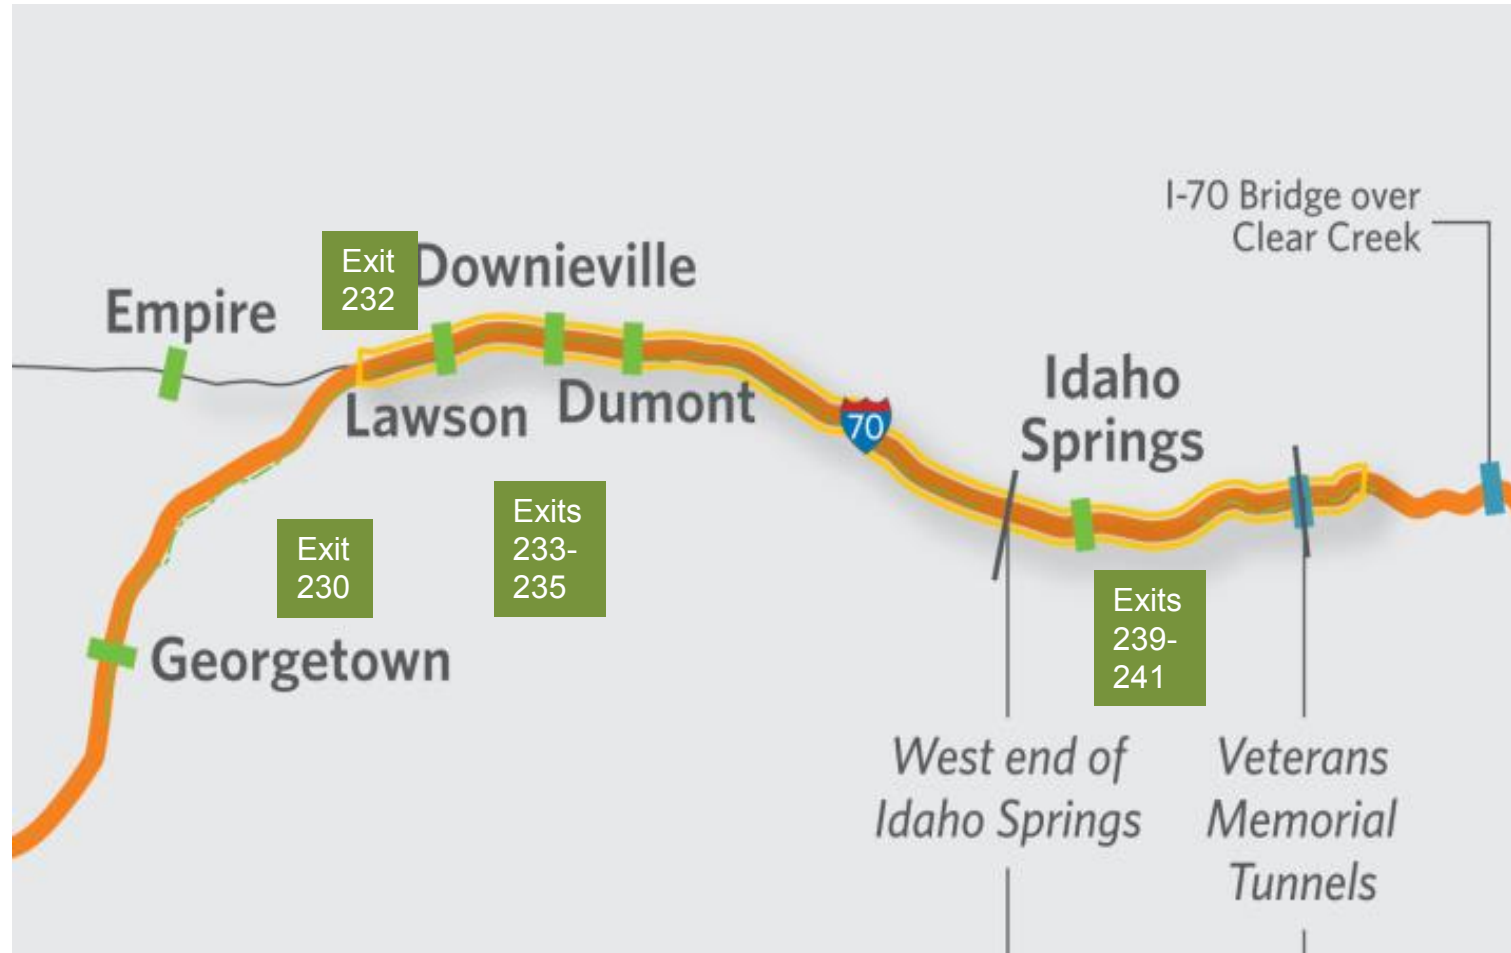 I-70 Bridge over
Clear Creek
Exit
232
Downieville
Empire
Lawson
Dumont
70
Idaho
Springs
Exits
233-
235
Exit
230
Georgetown
Exits
239-
241
West end of
Idaho Springs
Veterans
Memorial
Tunnels